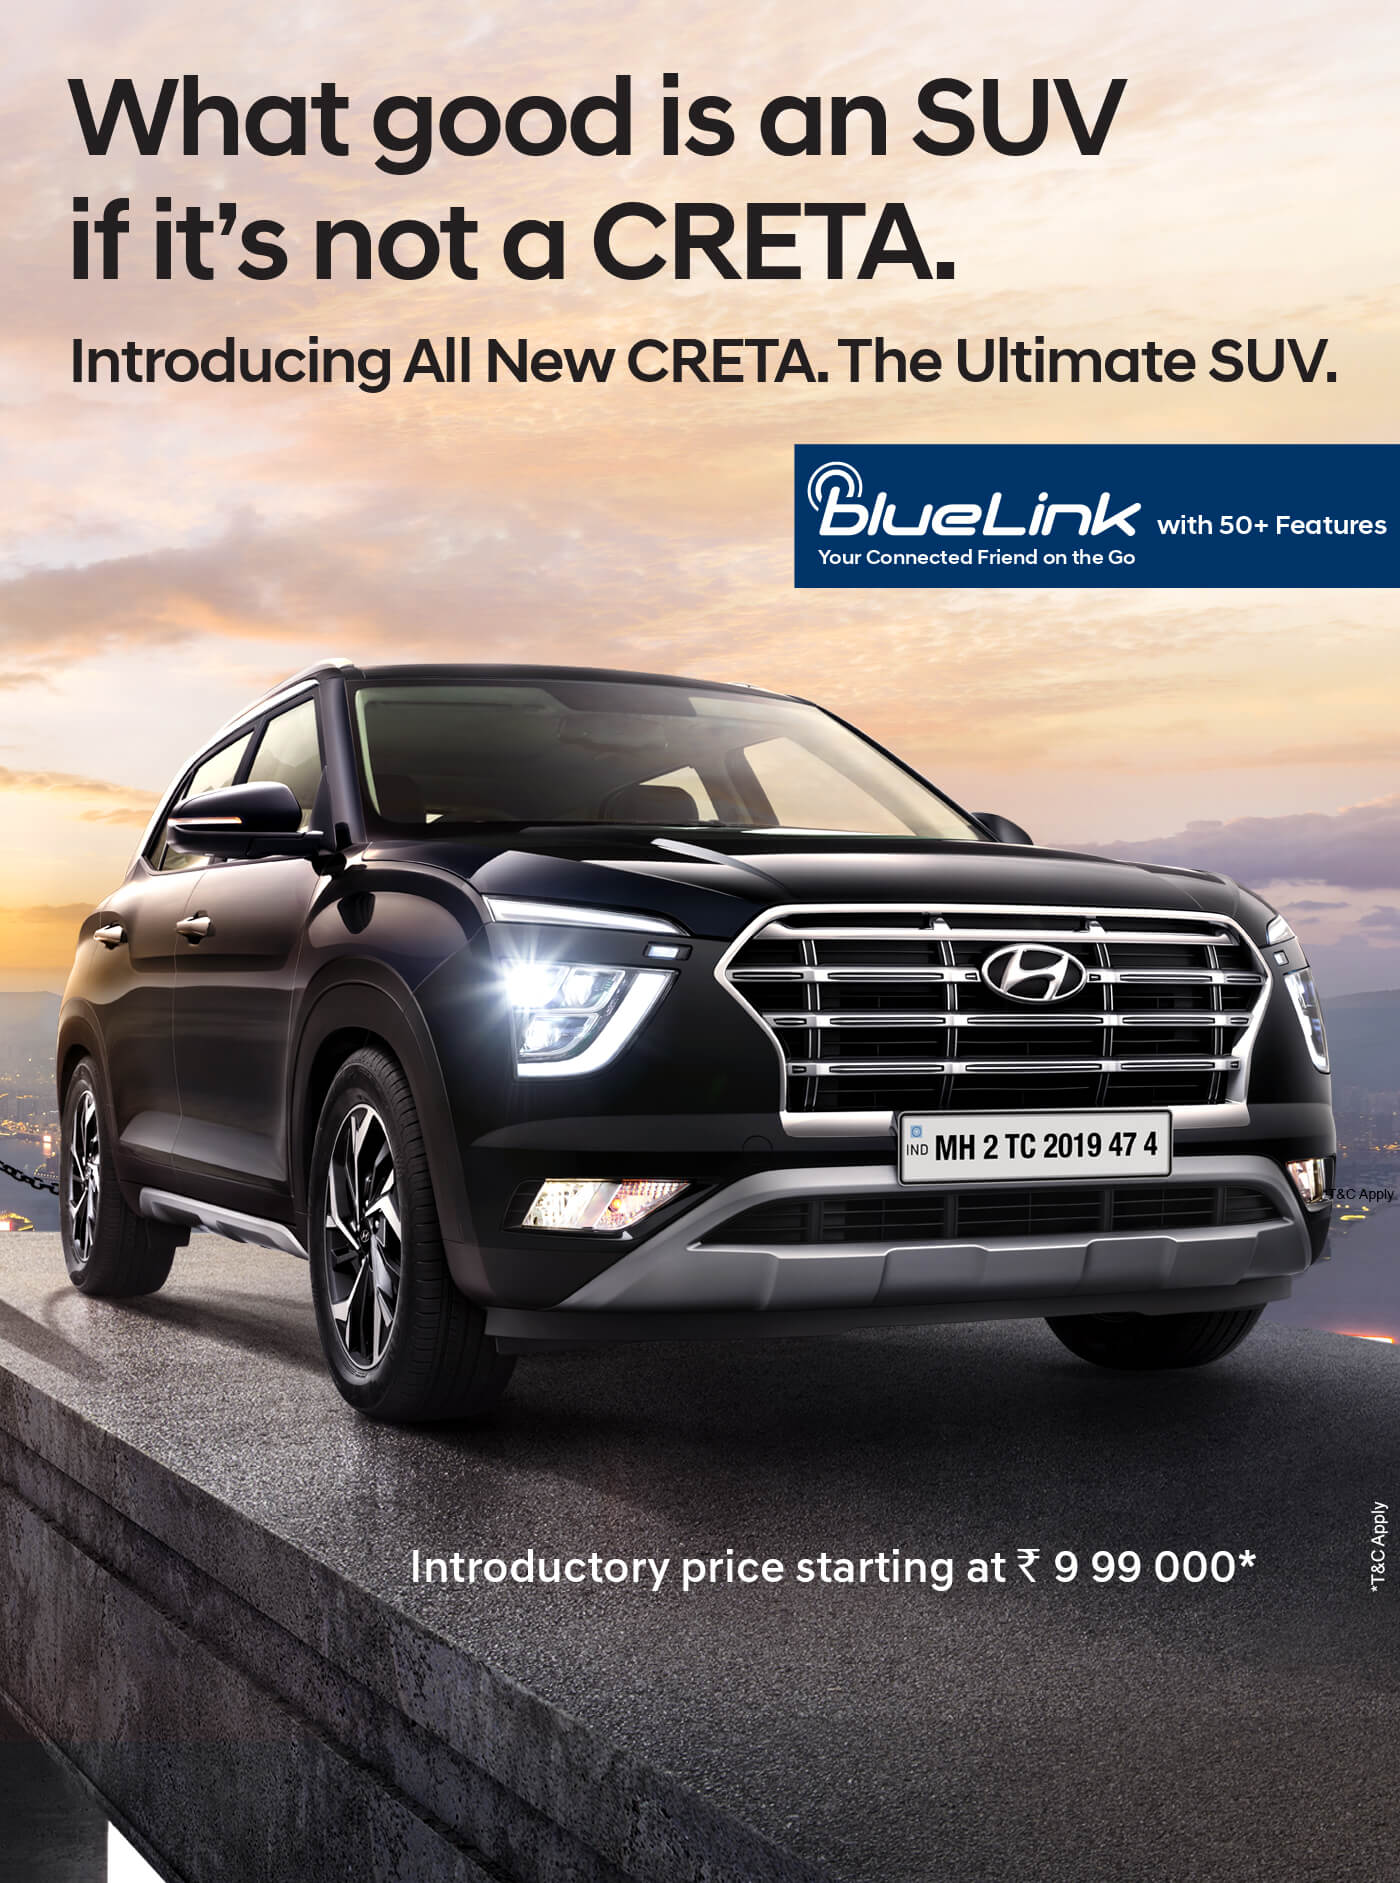 What good is an SUV
if it’s not a CRETA.
Introducing All New CRETA. The Ultimate SUV.
blueLink with 50+ Features
Your Connected Friend on the Go
IND MH 2 TC 2019 47 4
*T&C Apply
Introductory price starting at ₹ 9 99 000*
*T&C Apply